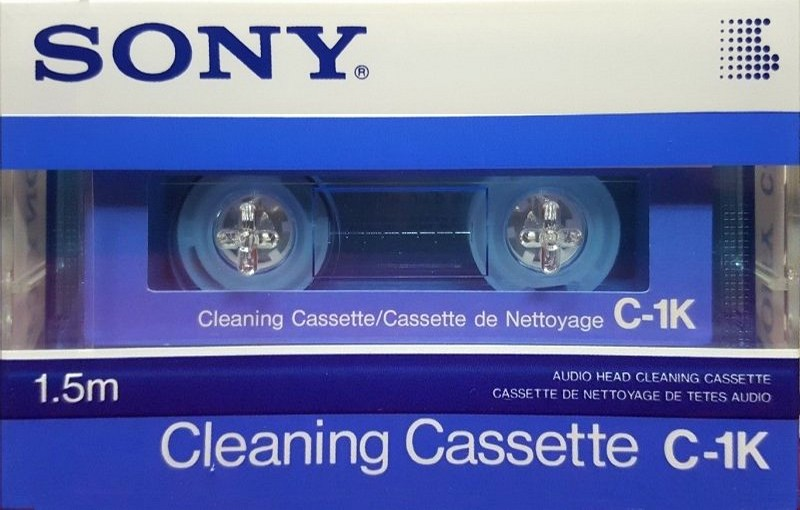 SONY®
Cleaning Cassette/Cassette de Nettoyage C-1K
1.5m
AUDIO HEAD CLEANING CASSETTE
CASSETTE DE NETTOYAGE DE TETES AUDIO
Cleaning Cassette C-1K